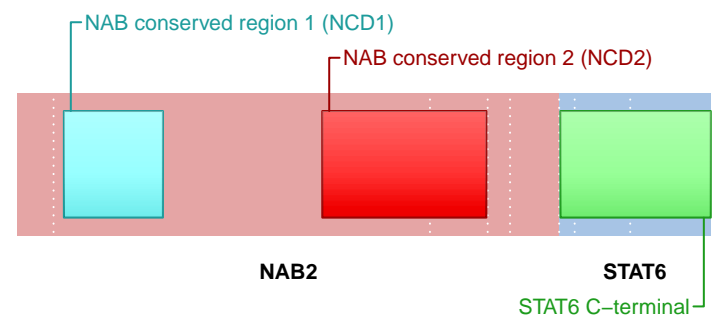 NAB conserved region 1 (NCD1)
NAB conserved region 2 (NCD2)
NAB2
STAT6
STAT6 C−terminal